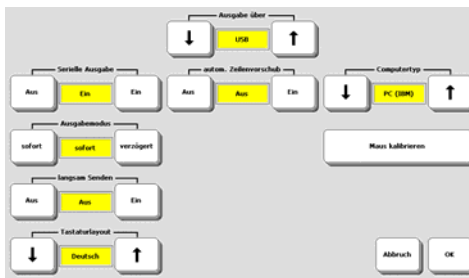 Ausgabe über
USB
Serielle Ausgabe autom. Zeilenvorschub Computertyp
Aus Ein Ein Aus Aus Ein PC (IBM)
Ausgabemodus
sofort sofort verzögert Maus kalibrieren
langsam Senden
Aus Aus Ein
Tastaturlayout
Deutsch Abbruch OK